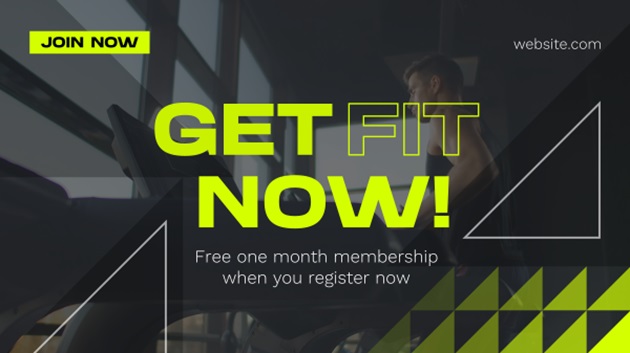 JOIN NOW
website.com
GET FIT
NOW!
Free one month membership
when you register now